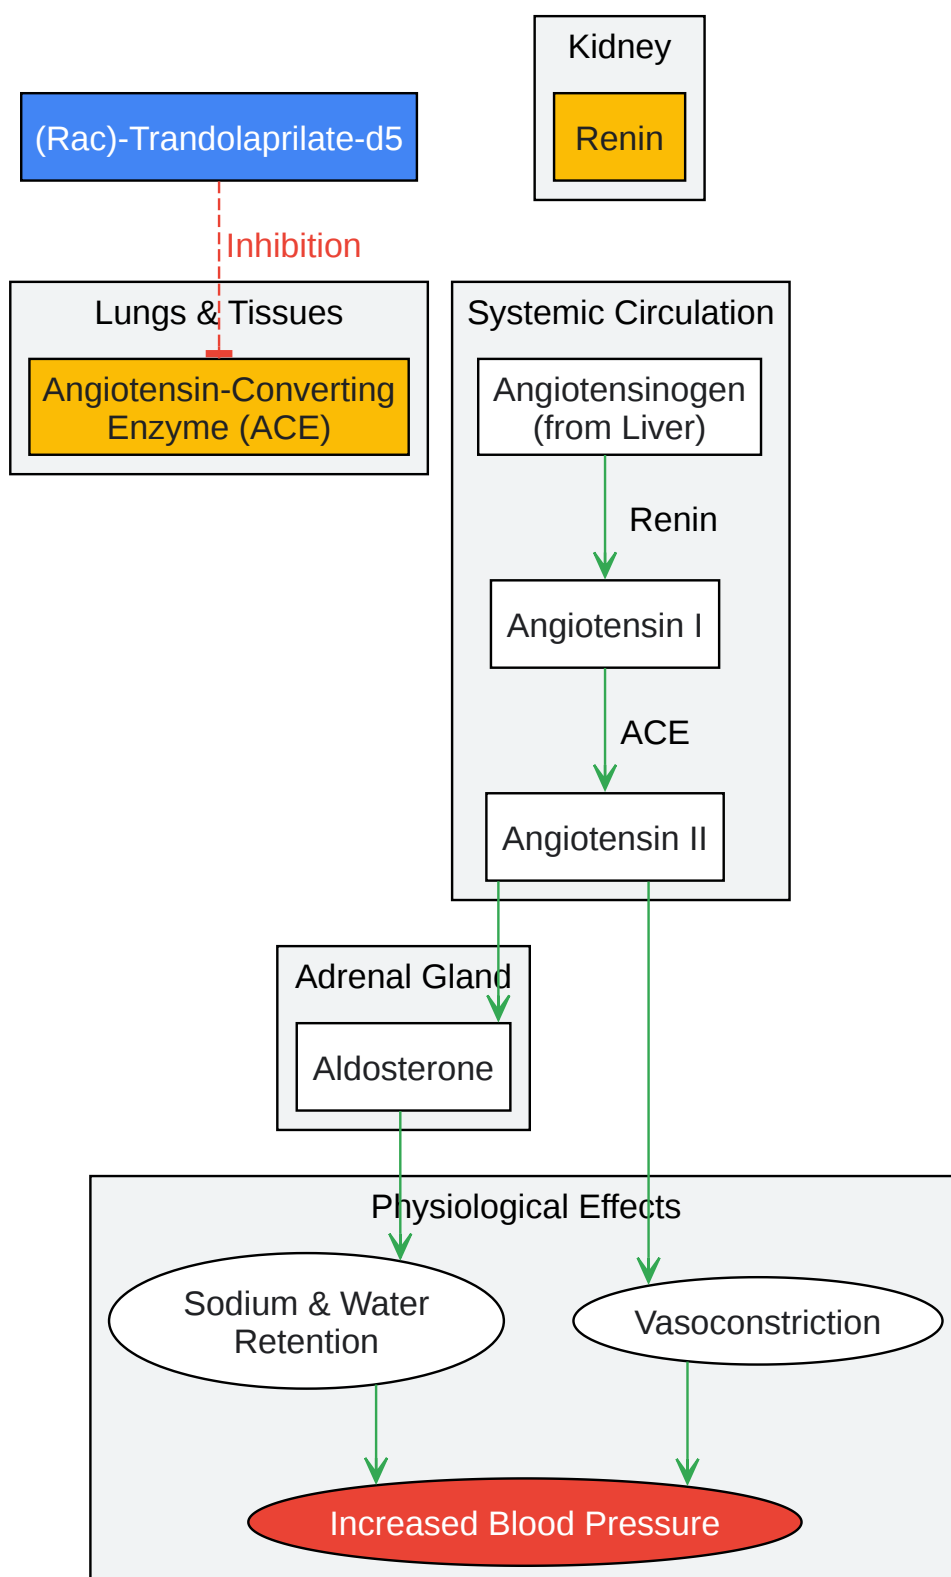 Kidney
Renin
(Rac)-Trandolaprilate-d5
Inhibition
Lungs & Tissues
Angiotensin-Converting
Enzyme (ACE)
Systemic Circulation
Angiotensinogen
(from Liver)
Renin
Angiotensin I
ACE
Angiotensin II
Adrenal Gland
Aldosterone
Physiological Effects
Sodium & Water
Retention
Vasoconstriction
Increased Blood Pressure